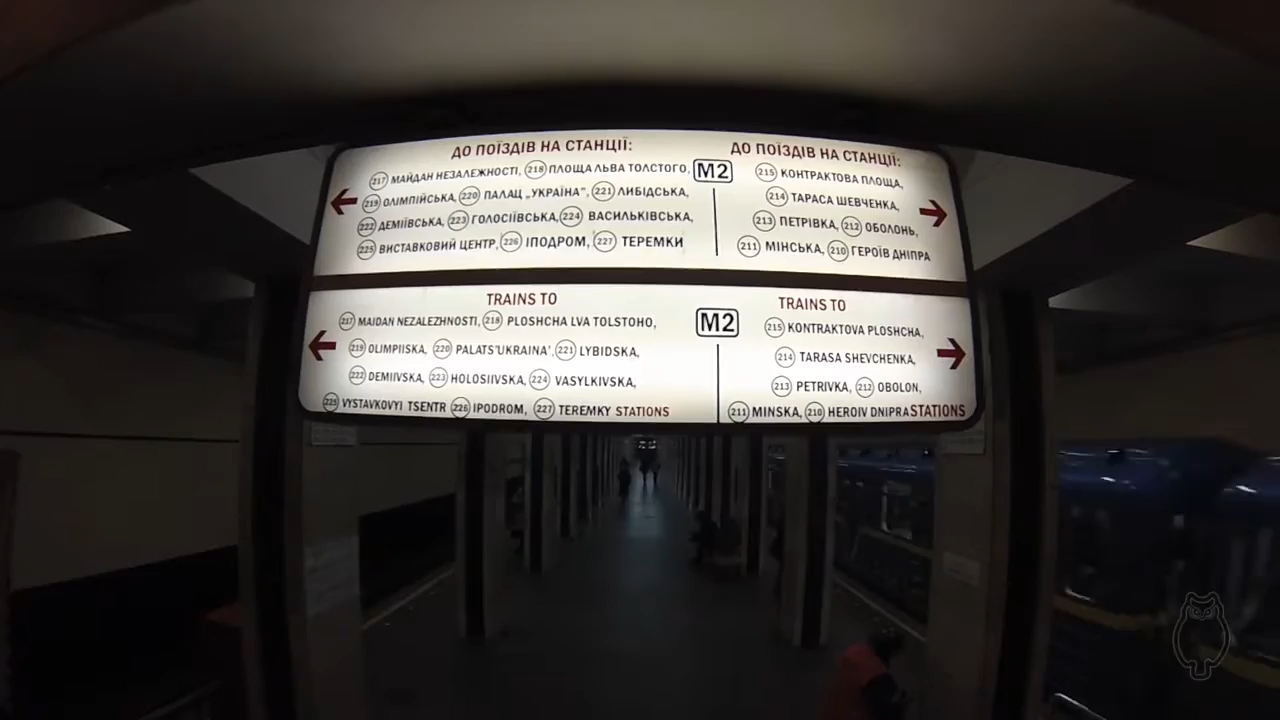 ДО ПОЇЗДІВ НА СТАНЦІЇ:
217 МАЙДАН НЕЗАЛЕЖНОСТІ, 218 ПЛОЩА ЛЬВА ТОЛСТОГО,
219 ОЛІМПІЙСЬКА, 220 ПАЛАЦ „УКРАЇНА", 221 ЛИБІДСЬКА,
222 ДЕМІЇВСЬКА, 223 ГОЛОСІЇВСЬКА, 224 ВАСИЛЬКІВСЬКА,
225 ВИСТАВКОВИЙ ЦЕНТР, 226 ІПОДРОМ, 227 ТЕРЕМКИ
M2
ДО ПОЇЗДІВ НА СТАНЦІЇ:
215 КОНТРАКТОВА ПЛОЩА,
214 ТАРАСА ШЕВЧЕНКА,
213 ПЕТРІВКА, 212 ОБОЛОНЬ,
211 МІНСЬКА, 210 ГЕРОЇВ ДНІПРА
TRAINS TO
217 MAIDAN NEZALEZHNOSTI, 218 PLOSHCHA LVA TOLSTOHO,
219 OLIMPIISKA, 220 PALATS'UKRAINA', 221 LYBIDSKA,
222 DEMIIVSKA, 223 HOLOSIIVSKA, 224 VASYLKIVSKA,
225 VYSTAVKOVYI TSENTR 226 IPODROM, 227 TEREMKY STATIONS
M2
TRAINS TO
215 KONTRAKTOVA PLOSHCHA,
214 TARASA SHEVCHENKA,
213 PETRIVKA, 212 OBOLON,
211 MINSKA, 210 HEROIV DNIPRA STATIONS